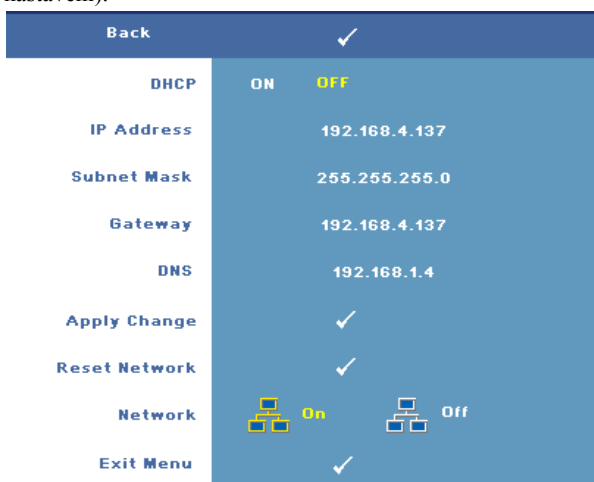 Back
DHCP ON OFF
IP Address 192.168.4.137
Subnet Mask 255.255.255.0
Gateway 192.168.4.137
DNS 192.168.1.4
Apply Change
Reset Network
Network On Off
Exit Menu